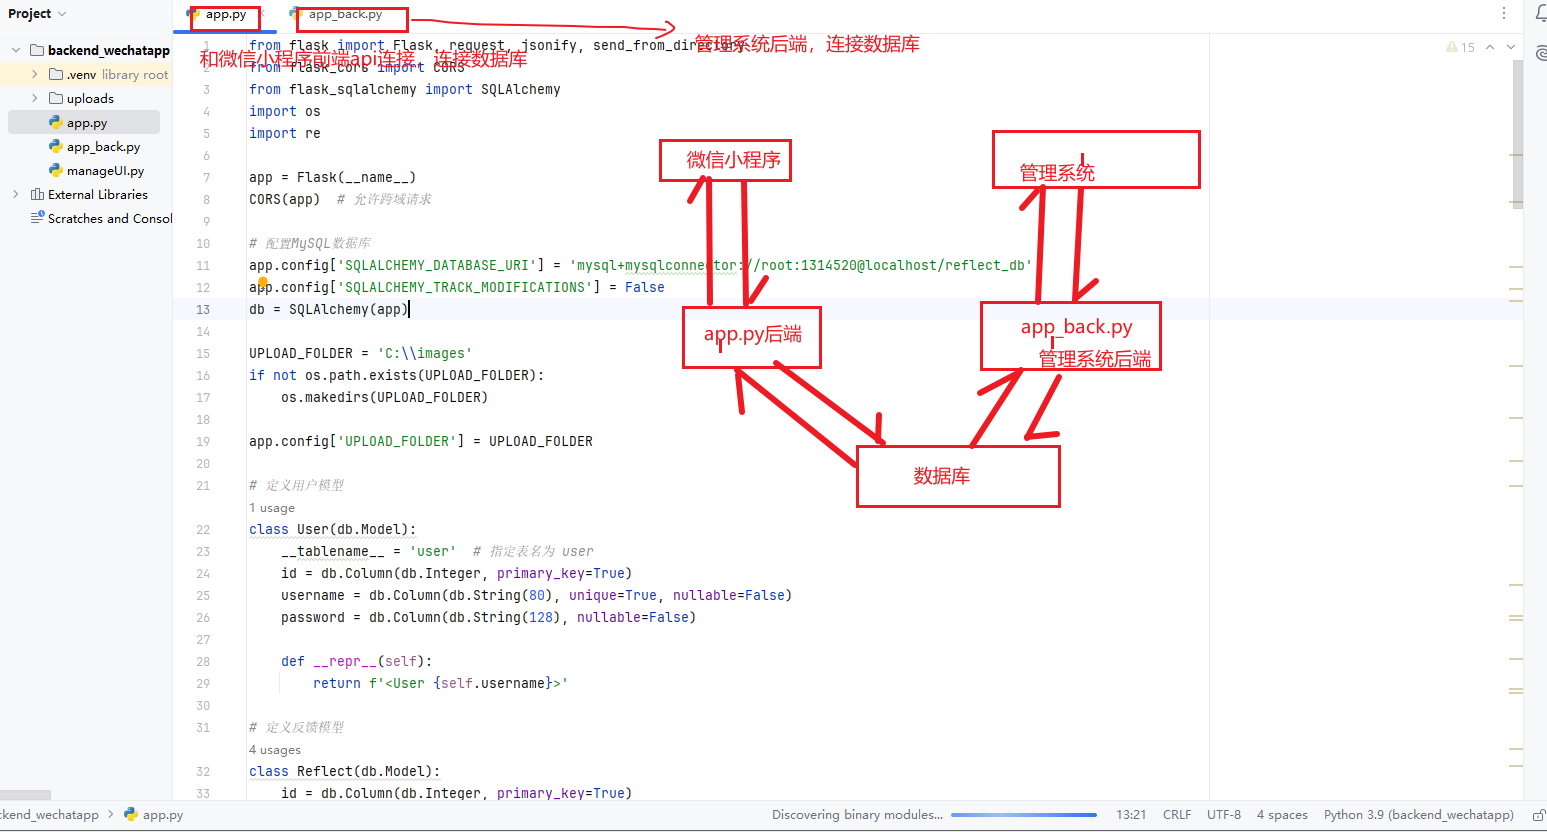 Project
app.py
app_back.py
管理系统后端，连接数据库
和微信小程序前端api连接，连接数据库
backend_wechatapp
.venv library root
uploads
app.py
app_back.py
manageUI.py
External Libraries
Scratches and Consol
15
1 from flask import Flask, request, jsonify, send_from_directory
2 from flask_cors import CORS
3 from flask_sqlalchemy import SQLAlchemy
4 import os
5 import re
6
7 app = Flask(__name__)
8 CORS(app)  # 允许跨域请求
9
10 # 配置MySQL数据库
11 app.config['SQLALCHEMY_DATABASE_URI'] = 'mysql+mysqlconnector://root:1314520@localhost/reflect_db'
12 app.config['SQLALCHEMY_TRACK_MODIFICATIONS'] = False
13 db = SQLAlchemy(app)
14
15 UPLOAD_FOLDER = 'C:\\images'
16 if not os.path.exists(UPLOAD_FOLDER):
17     os.makedirs(UPLOAD_FOLDER)
18
19 app.config['UPLOAD_FOLDER'] = UPLOAD_FOLDER
20
21 # 定义用户模型
1 usage
22 class User(db.Model):
23     __tablename__ = 'user'  # 指定表名为 user
24     id = db.Column(db.Integer, primary_key=True)
25     username = db.Column(db.String(80), unique=True, nullable=False)
26     password = db.Column(db.String(128), nullable=False)
27
28     def __repr__(self):
29         return f'<User {self.username}>'
30
31 # 定义反馈模型
4 usages
32 class Reflect(db.Model):
33     id = db.Column(db.Integer, primary_key=True)
微信小程序
管理系统
app.py后端
app_back.py
管理系统后端
数据库
ckend_wechatapp
app.py
Discovering binary modules...
13:21
CRLF
UTF-8
4 spaces
Python 3.9 (backend_wechatapp)